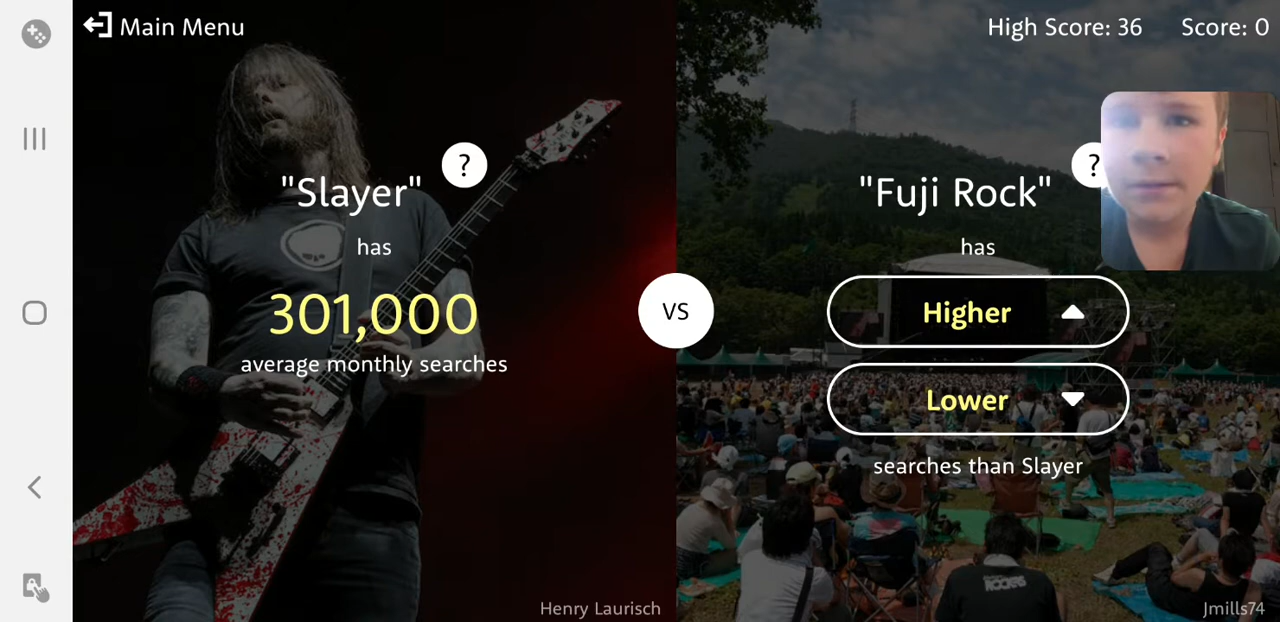 Main Menu
High Score: 36
Score: 0
?
"Slayer"
has
301,000
average monthly searches
Henry Laurisch
VS
?
"Fuji Rock"
has
Higher
Lower
searches than Slayer
Jmills74